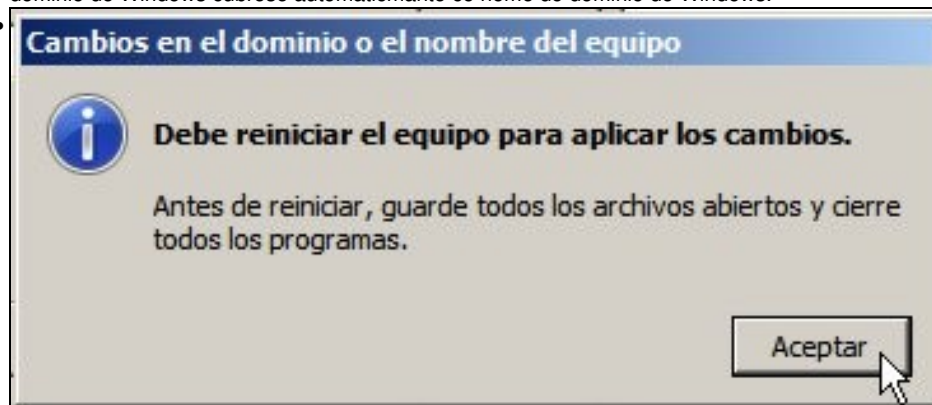 Cambios en el dominio o el nombre del equipo
Debe reiniciar el equipo para aplicar los cambios.
Antes de reiniciar, guarde todos los archivos abiertos y cierre
todos los programas.
Aceptar